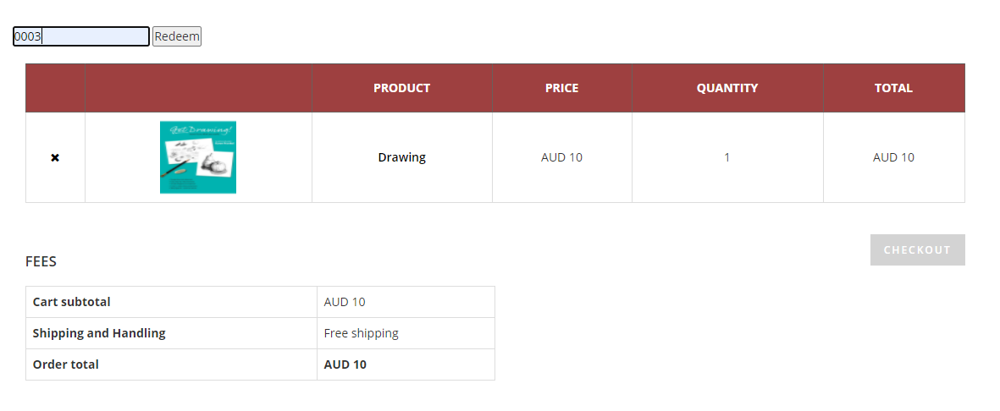 0003 Redeem
PRODUCT PRICE QUANTITY TOTAL
Get Drawing!
Drawing AUD 10 1 AUD 10
CHECKOUT
FEES
Cart subtotal AUD 10
Shipping and Handling Free shipping
Order total AUD 10